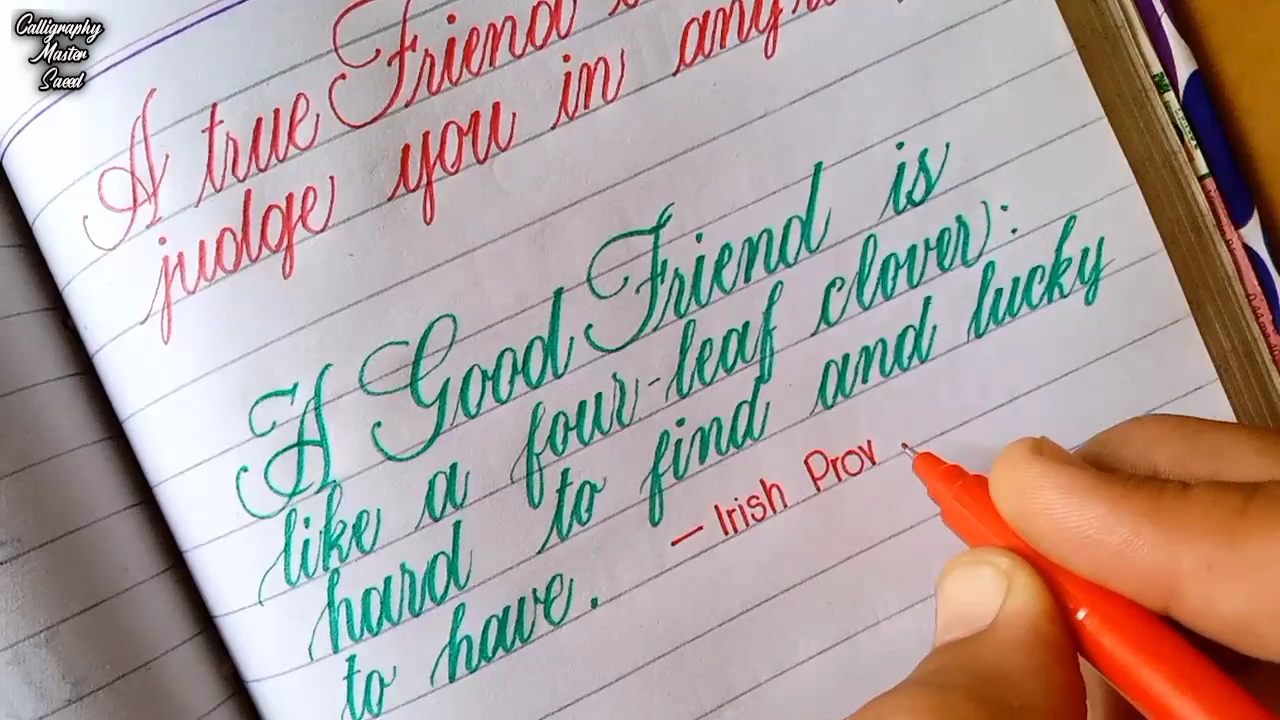 Calligraphy
Master
Saeed
A true Friend
judge you in
A Good Friend is
like a four-leaf clover:
hard to find and lucky
to have.
– Irish Prov